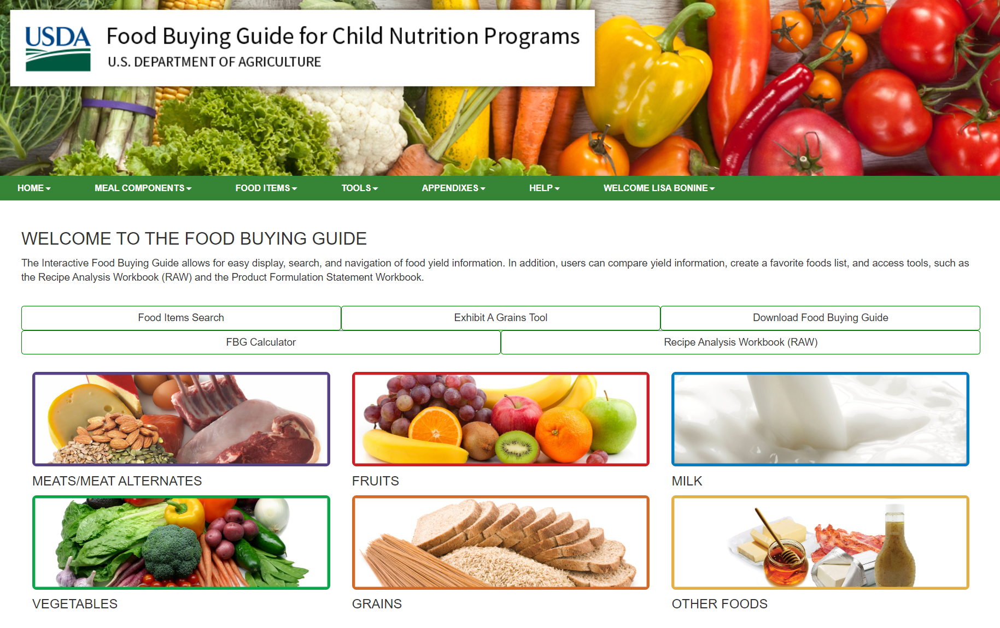 USDA
Food Buying Guide for Child Nutrition Programs
U.S. DEPARTMENT OF AGRICULTURE
HOME MEAL COMPONENTS FOOD ITEMS TOOLS APPENDIXES HELP WELCOME LISA BONINE
WELCOME TO THE FOOD BUYING GUIDE
The Interactive Food Buying Guide allows for easy display, search, and navigation of food yield information. In addition, users can compare yield information, create a favorite foods list, and access tools, such as
the Recipe Analysis Workbook (RAW) and the Product Formulation Statement Workbook.
Food Items Search
Exhibit A Grains Tool
Download Food Buying Guide
FBG Calculator
Recipe Analysis Workbook (RAW)
MEATS/MEAT ALTERNATES
FRUITS
MILK
VEGETABLES
GRAINS
OTHER FOODS